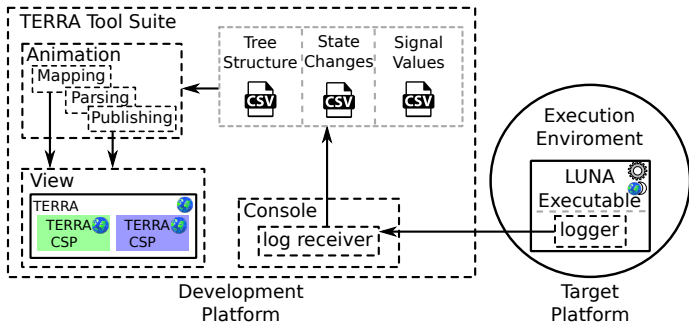 TERRA Tool Suite
Animation
Mapping
Parsing
Publishing
Tree
Structure
State
Changes
Signal
Values
CSV
CSV
CSV
View
TERRA
TERRA
CSP
TERRA
CSP
Console
log receiver
Development
Platform
Execution
Enviroment
LUNA
Executable
logger
Target
Platform